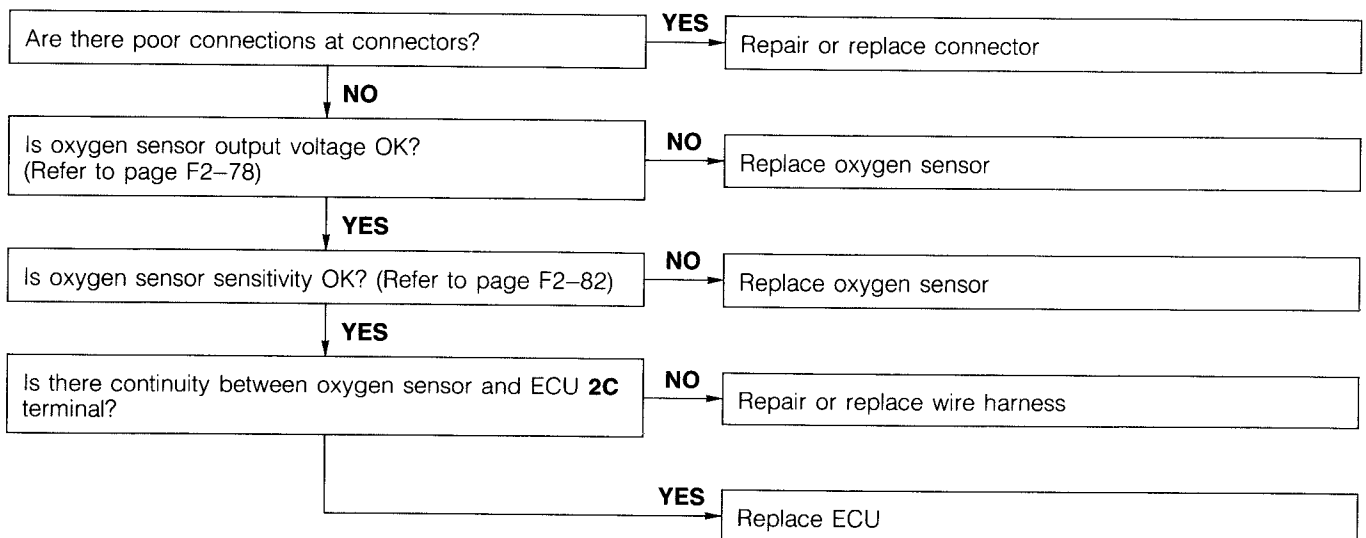 Are there poor connections at connectors?
YES
Repair or replace connector
NO
Is oxygen sensor output voltage OK?
(Refer to page F2–78)
NO
Replace oxygen sensor
YES
Is oxygen sensor sensitivity OK? (Refer to page F2–82)
NO
Replace oxygen sensor
YES
Is there continuity between oxygen sensor and ECU 2C
terminal?
NO
Repair or replace wire harness
YES
Replace ECU